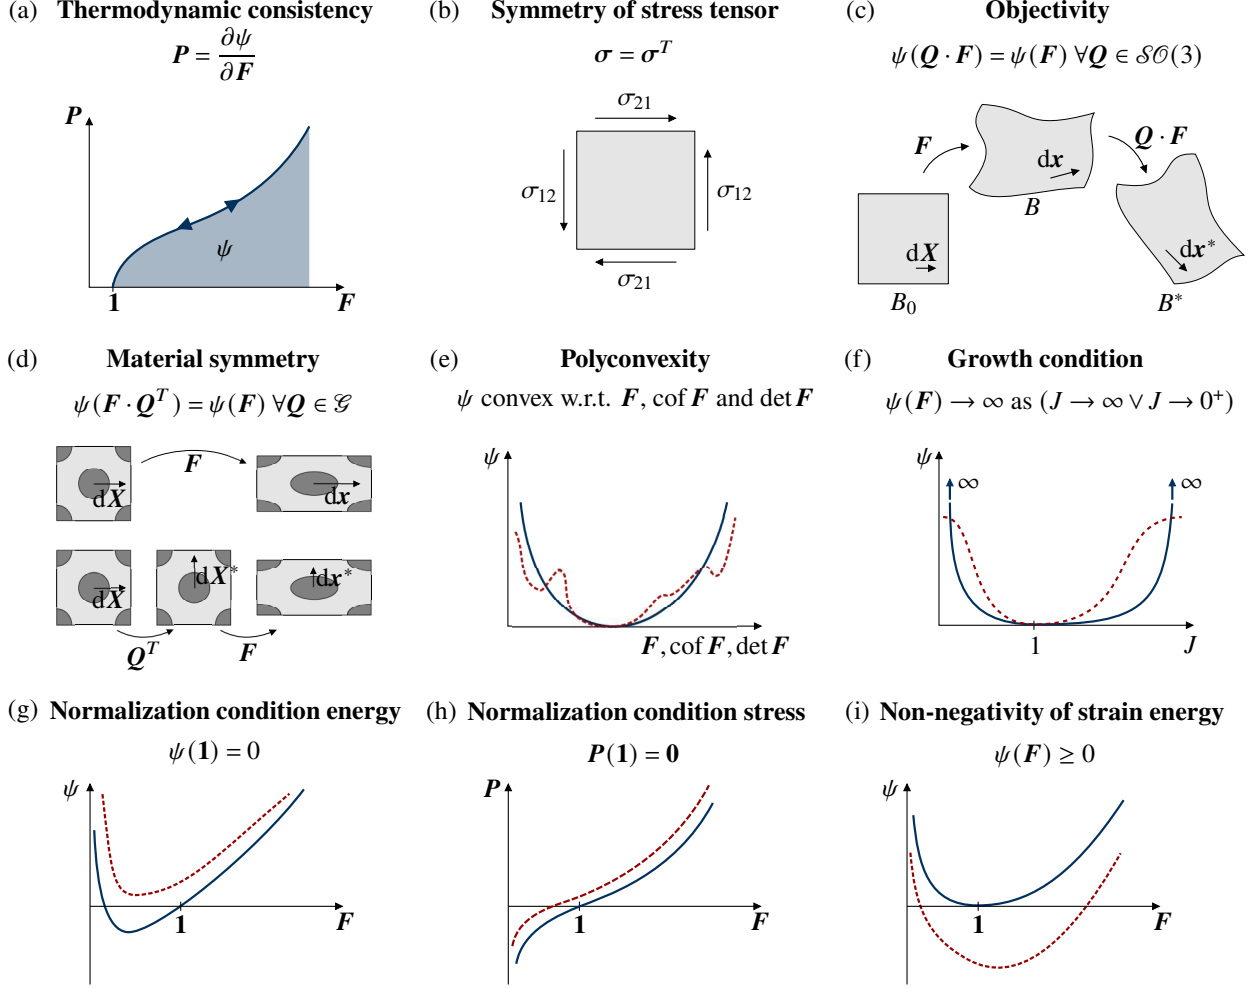 (a) Thermodynamic consistency
P = ∂ψ/∂F
P
ψ
1
F
(b) Symmetry of stress tensor
σ = σ^T
σ₂₁
σ₁₂
σ₁₂
σ₂₁
(c) Objectivity
ψ(Q · F) = ψ(F) ∀Q ∈ 𝒮𝒪(3)
F
Q · F
dx
B
dX
dx*
B₀
B*
(d) Material symmetry
ψ(F · Q^T) = ψ(F) ∀Q ∈ 𝒢
F
dX
dx
dX
dX*
dx*
Q^T
F
(e) Polyconvexity
ψ convex w.r.t. F, cof F and det F
ψ
F, cof F, det F
(f) Growth condition
ψ(F) → ∞ as (J → ∞ ∨ J → 0⁺)
ψ
∞
∞
1
J
(g) Normalization condition energy
ψ(1) = 0
ψ
1
F
(h) Normalization condition stress
P(1) = 0
P
1
F
(i) Non-negativity of strain energy
ψ(F) ≥ 0
ψ
1
F